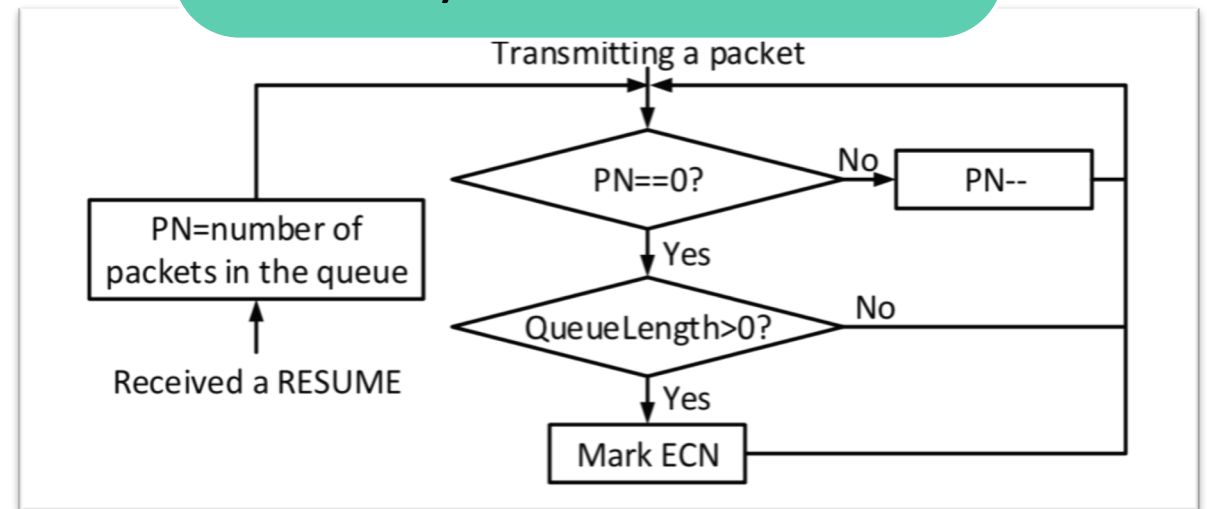 Transmitting a packet
PN==0?
No
PN--
Yes
PN=number of
packets in the queue
QueueLength>0?
No
Received a RESUME
Yes
Mark ECN